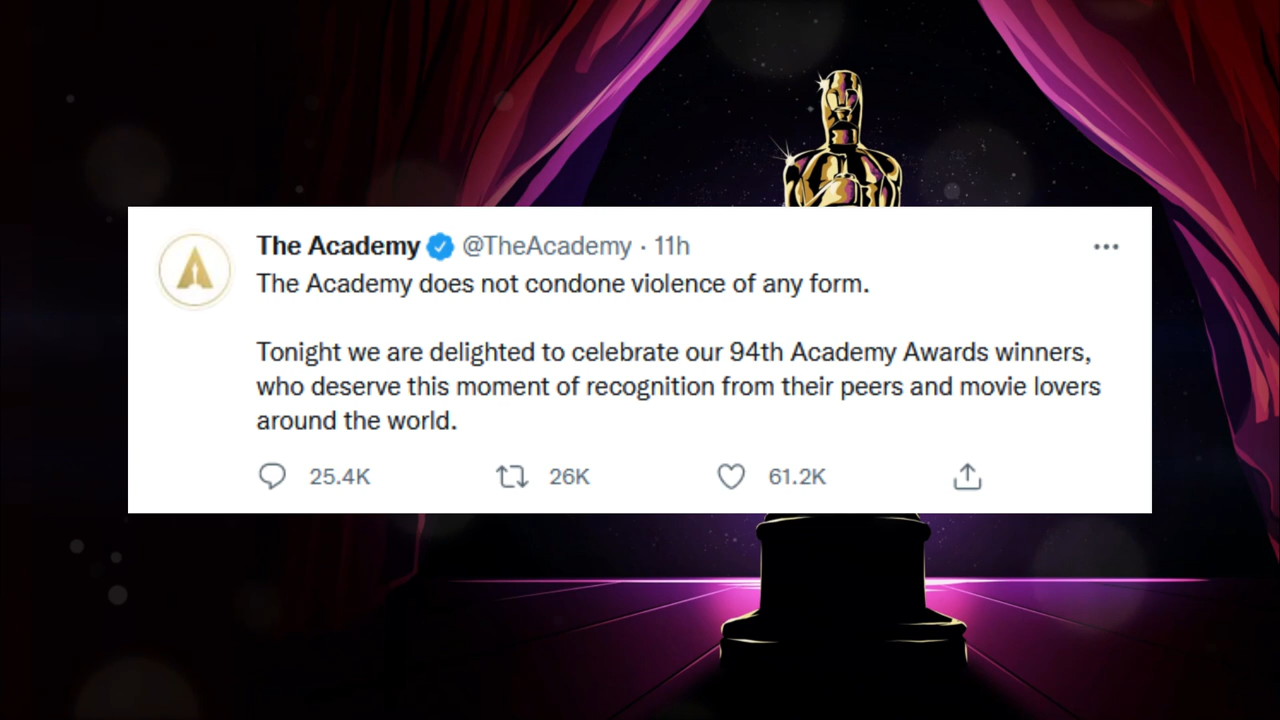 The Academy @TheAcademy · 11h
The Academy does not condone violence of any form.
Tonight we are delighted to celebrate our 94th Academy Awards winners,
who deserve this moment of recognition from their peers and movie lovers
around the world.
25.4K 26K 61.2K